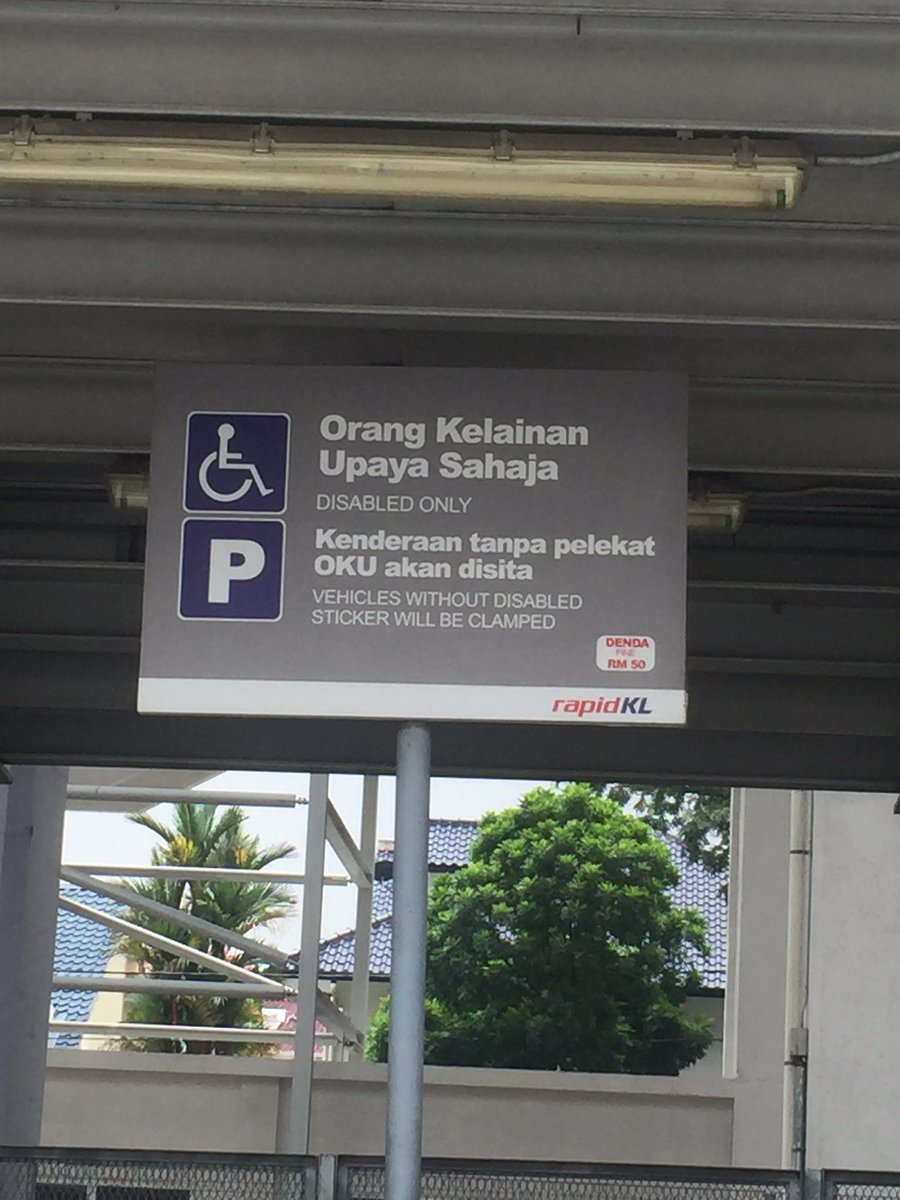 Orang Kelainan
Upaya Sahaja
DISABLED ONLY
P
Kenderaan tanpa pelekat
OKU akan disita
VEHICLES WITHOUT DISABLED
STICKER WILL BE CLAMPED
DENDA
FINE
RM 50
rapidKL